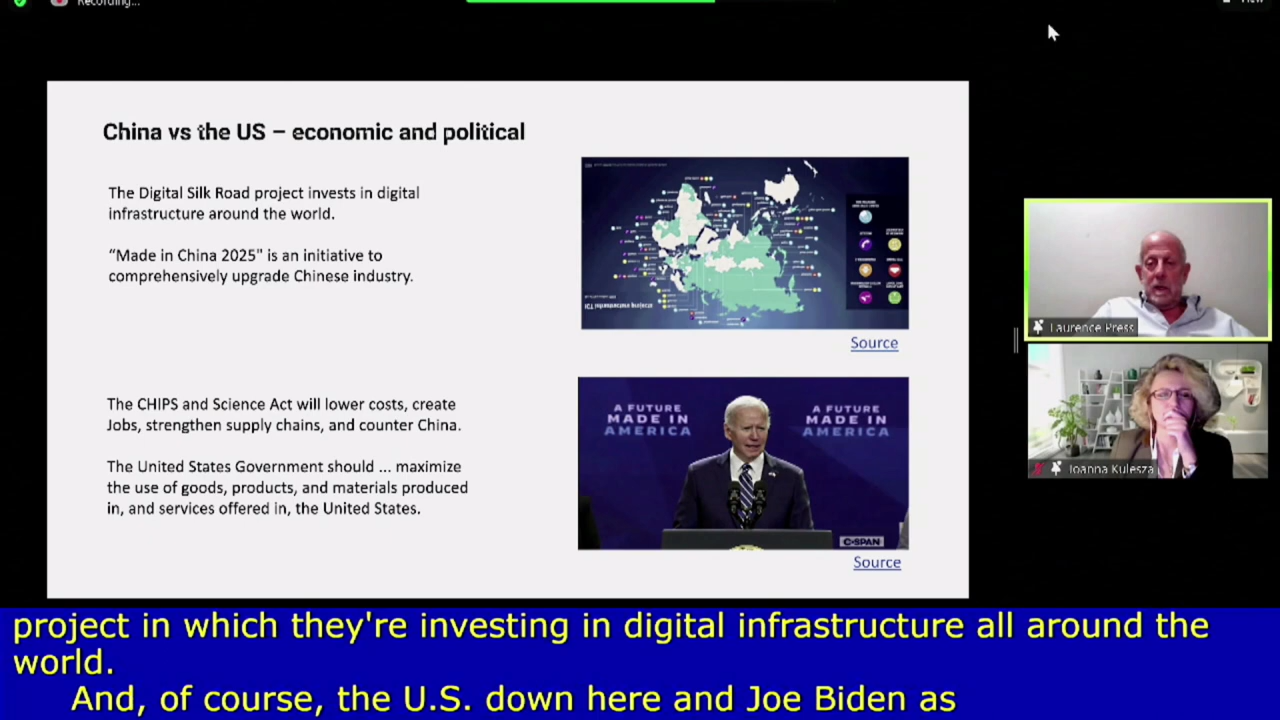 Recording...
View
China vs the US – economic and political
The Digital Silk Road project invests in digital
infrastructure around the world.
“Made in China 2025" is an initiative to
comprehensively upgrade Chinese industry.
Source
The CHIPS and Science Act will lower costs, create
Jobs, strengthen supply chains, and counter China.
The United States Government should ... maximize
the use of goods, products, and materials produced
in, and services offered in, the United States.
A FUTURE
MADE IN
AMERICA
A FUTURE
MADE IN
AMERICA
C-SPAN
Source
Laurence Press
Joanna Kulesza
project in which they're investing in digital infrastructure all around the
world.
And, of course, the U.S. down here and Joe Biden as